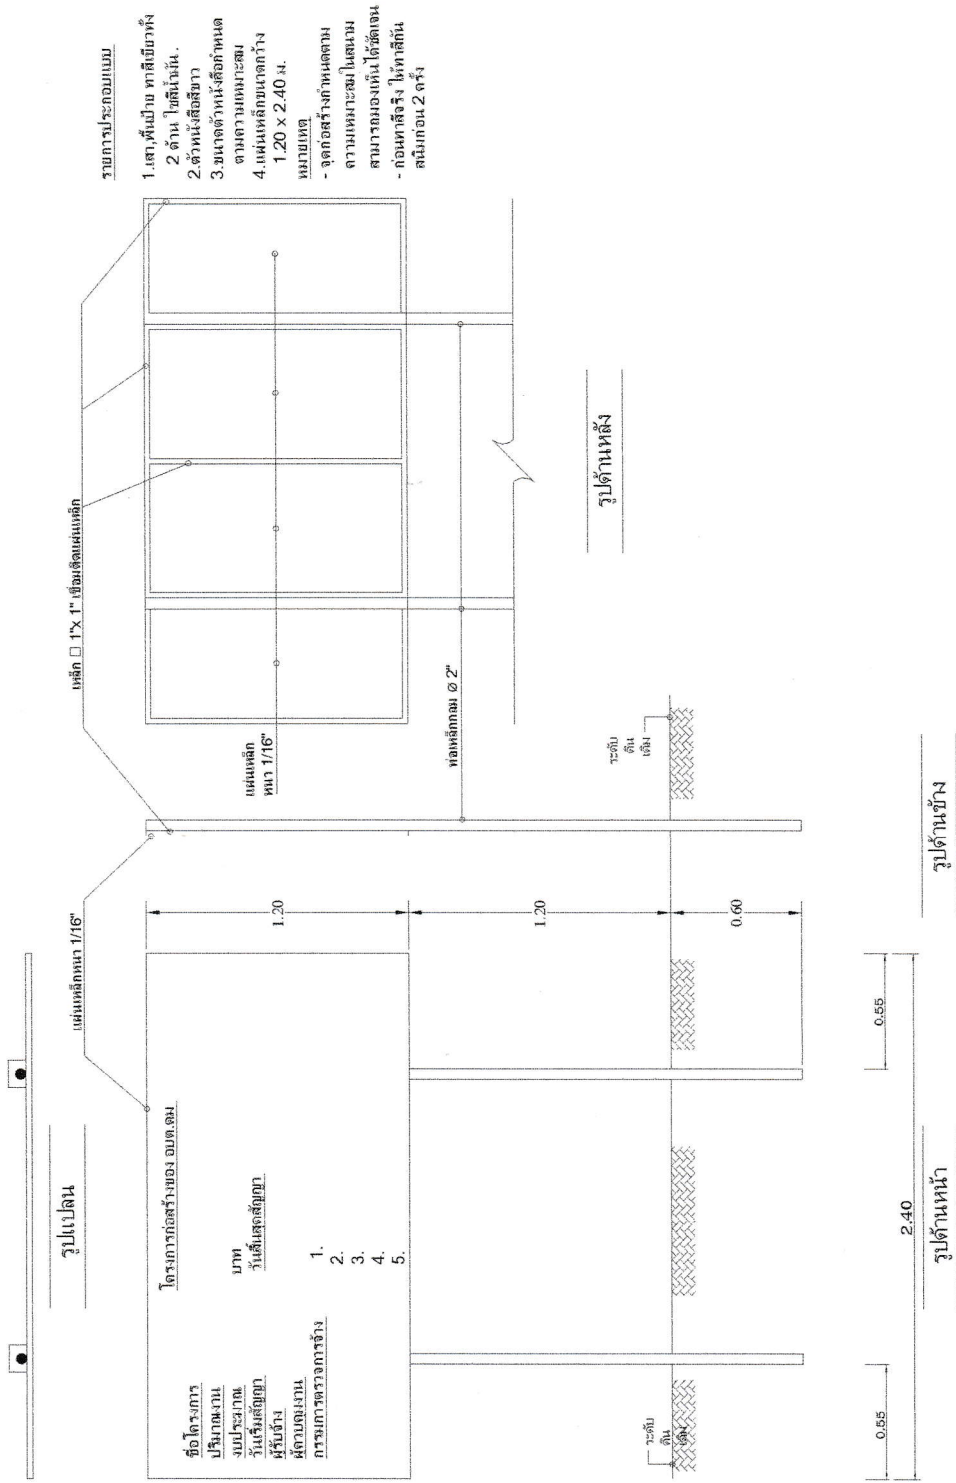 รูปแปลน
แผ่นเหล็กหนา 1/16"
เหล็ก □ 1"x 1" เชื่อมติดแผ่นเหล็ก
โครงการก่อสร้างของ อบต.คม
ชื่อโครงการ
ปริมาณงาน
งบประมาณ บาท
วันเริ่มสัญญา วันสิ้นสุดสัญญา
ผู้รับจ้าง
ผู้ควบคุมงาน
กรรมการตรวจการจ้าง 1.
2.
3.
4.
5.
1.20
1.20
0.60
ระดับ
ดิน
เดิม
0.55
0.55
2.40
รูปด้านหน้า
แผ่นเหล็ก
หนา 1/16"
ท่อเหล็กกลม Ø 2"
ระดับ
ดิน
เดิม
รูปด้านข้าง
รูปด้านหลัง
รายการประกอบแบบ
1.เสา,พื้นป้าย ทาสีเขียวทั้ง
2 ด้าน ใช้สีน้ำมัน .
2.ตัวหนังสือสีขาว
3.ขนาดตัวหนังสือกำหนด
ตามความเหมาะสม
4.แผ่นเหล็กขนาดกว้าง
1.20 x 2.40 ม.
หมายเหตุ
- จุดก่อสร้างกำหนดตาม
ความเหมาะสมในสนาม
สามารถมองเห็นได้ชัดเจน
- ก่อนทาสีจริง ให้ทาสีกัน
สนิมก่อน 2 ครั้ง